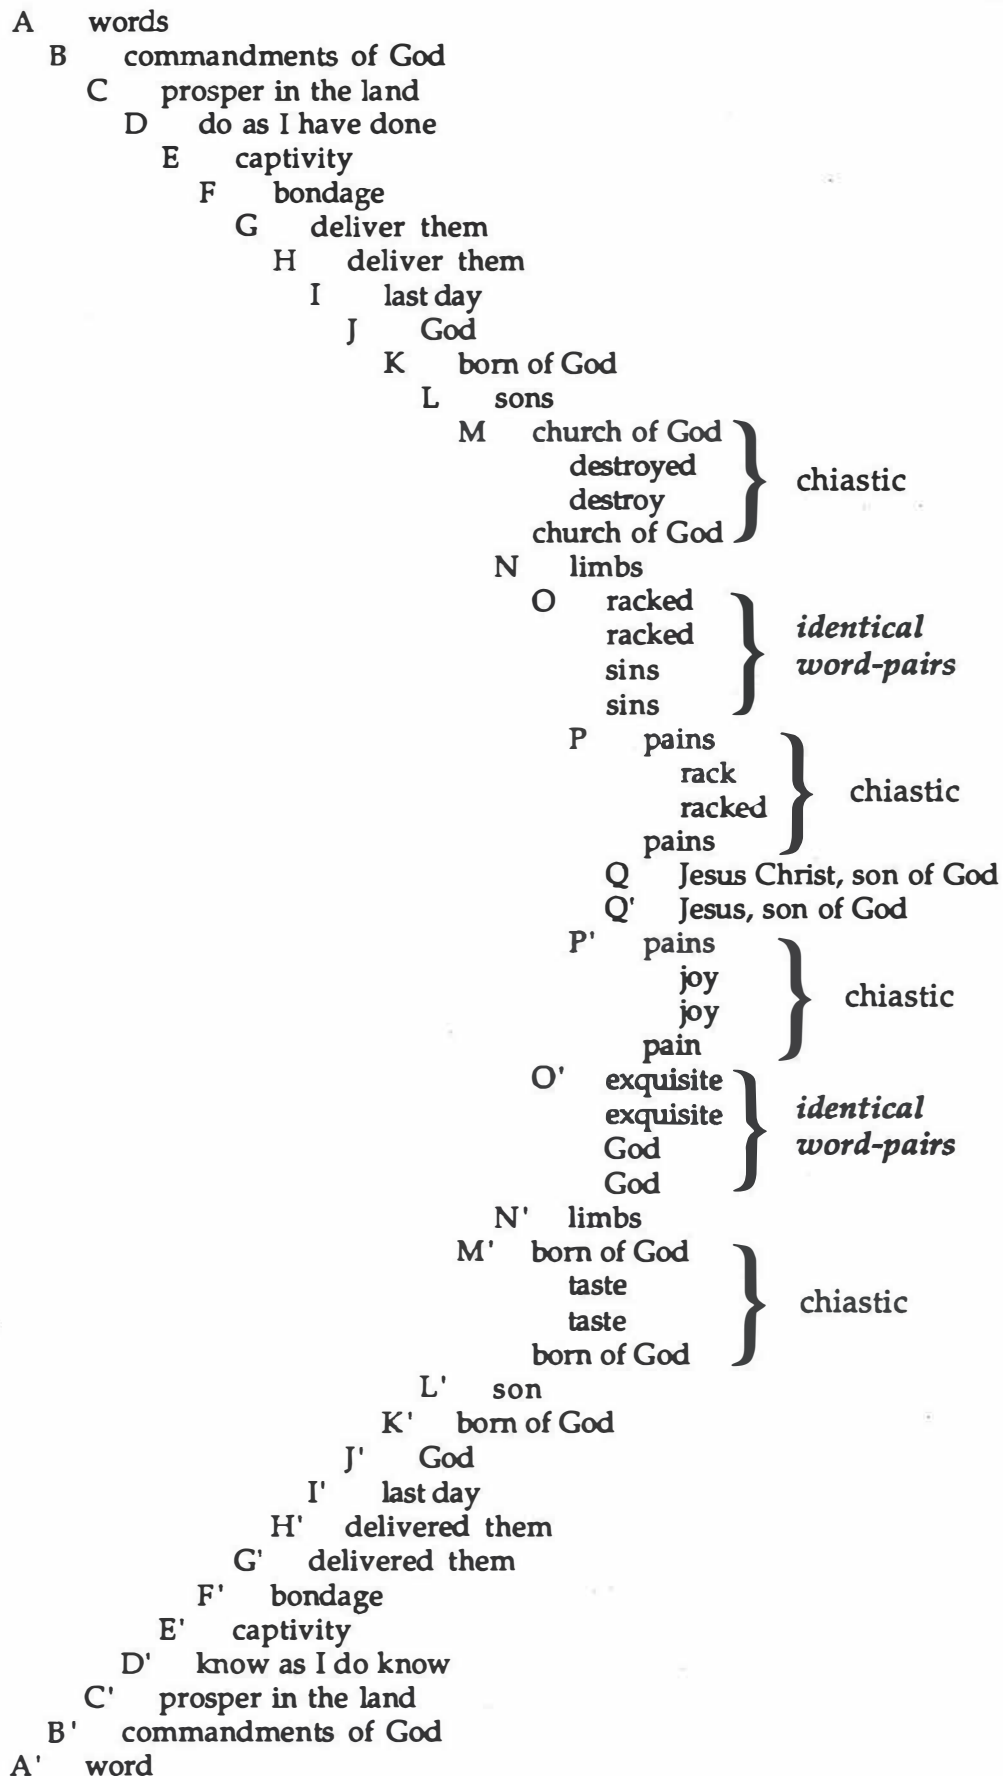 A words
B commandments of God
C prosper in the land
D do as I have done
E captivity
F bondage
G deliver them
H deliver them
I last day
J God
K born of God
L sons
M church of God
destroyed
chiastic
destroy
church of God
N limbs
O racked
identical
racked
word-pairs
sins
sins
P pains
rack
chiastic
racked
pains
Q Jesus Christ, son of God
Q' Jesus, son of God
P' pains
joy
chiastic
joy
pain
O' exquisite
identical
exquisite
word-pairs
God
God
N' limbs
M' born of God
taste
chiastic
taste
born of God
L' son
K' born of God
J' God
I' last day
H' delivered them
G' delivered them
F' bondage
E' captivity
D' know as I do know
C' prosper in the land
B' commandments of God
A' word